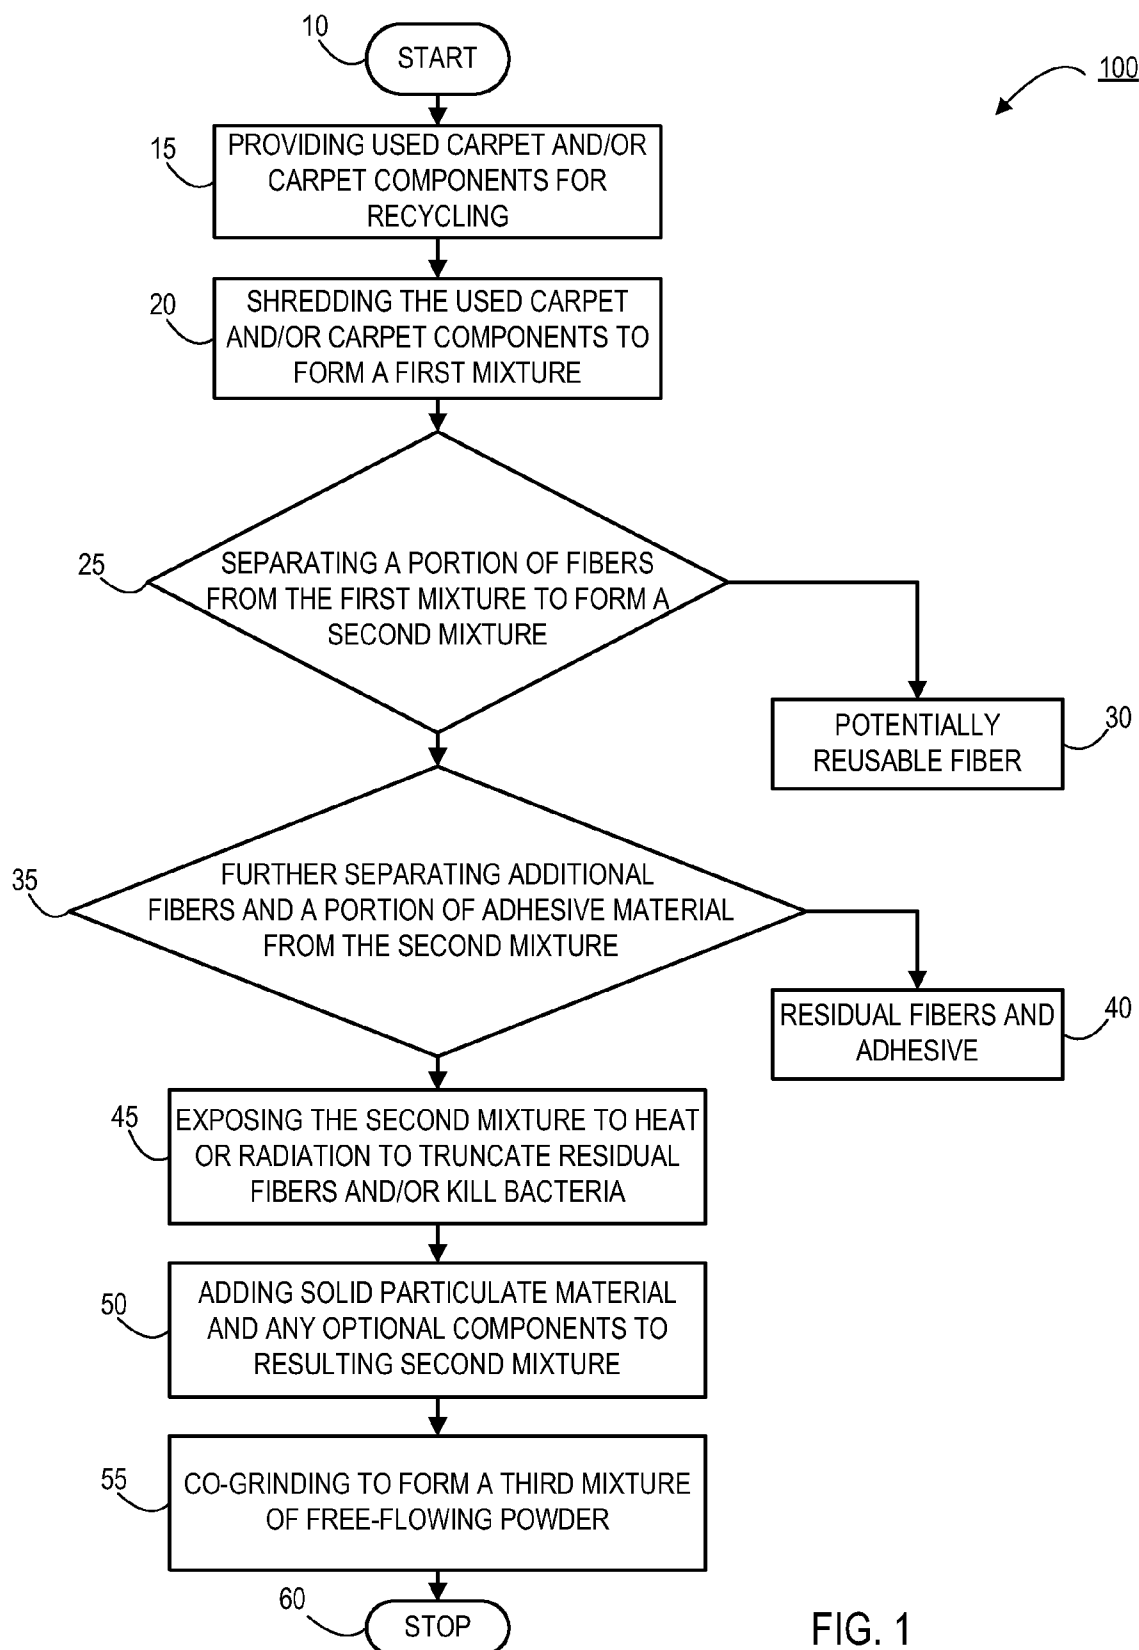 10
START
100
15
PROVIDING USED CARPET AND/OR
CARPET COMPONENTS FOR
RECYCLING
20
SHREDDING THE USED CARPET
AND/OR CARPET COMPONENTS TO
FORM A FIRST MIXTURE
25
SEPARATING A PORTION OF FIBERS
FROM THE FIRST MIXTURE TO FORM A
SECOND MIXTURE
30
POTENTIALLY
REUSABLE FIBER
35
FURTHER SEPARATING ADDITIONAL
FIBERS AND A PORTION OF ADHESIVE MATERIAL
FROM THE SECOND MIXTURE
40
RESIDUAL FIBERS AND
ADHESIVE
45
EXPOSING THE SECOND MIXTURE TO HEAT
OR RADIATION TO TRUNCATE RESIDUAL
FIBERS AND/OR KILL BACTERIA
50
ADDING SOLID PARTICULATE MATERIAL
AND ANY OPTIONAL COMPONENTS TO
RESULTING SECOND MIXTURE
55
CO-GRINDING TO FORM A THIRD MIXTURE
OF FREE-FLOWING POWDER
60
STOP
FIG. 1